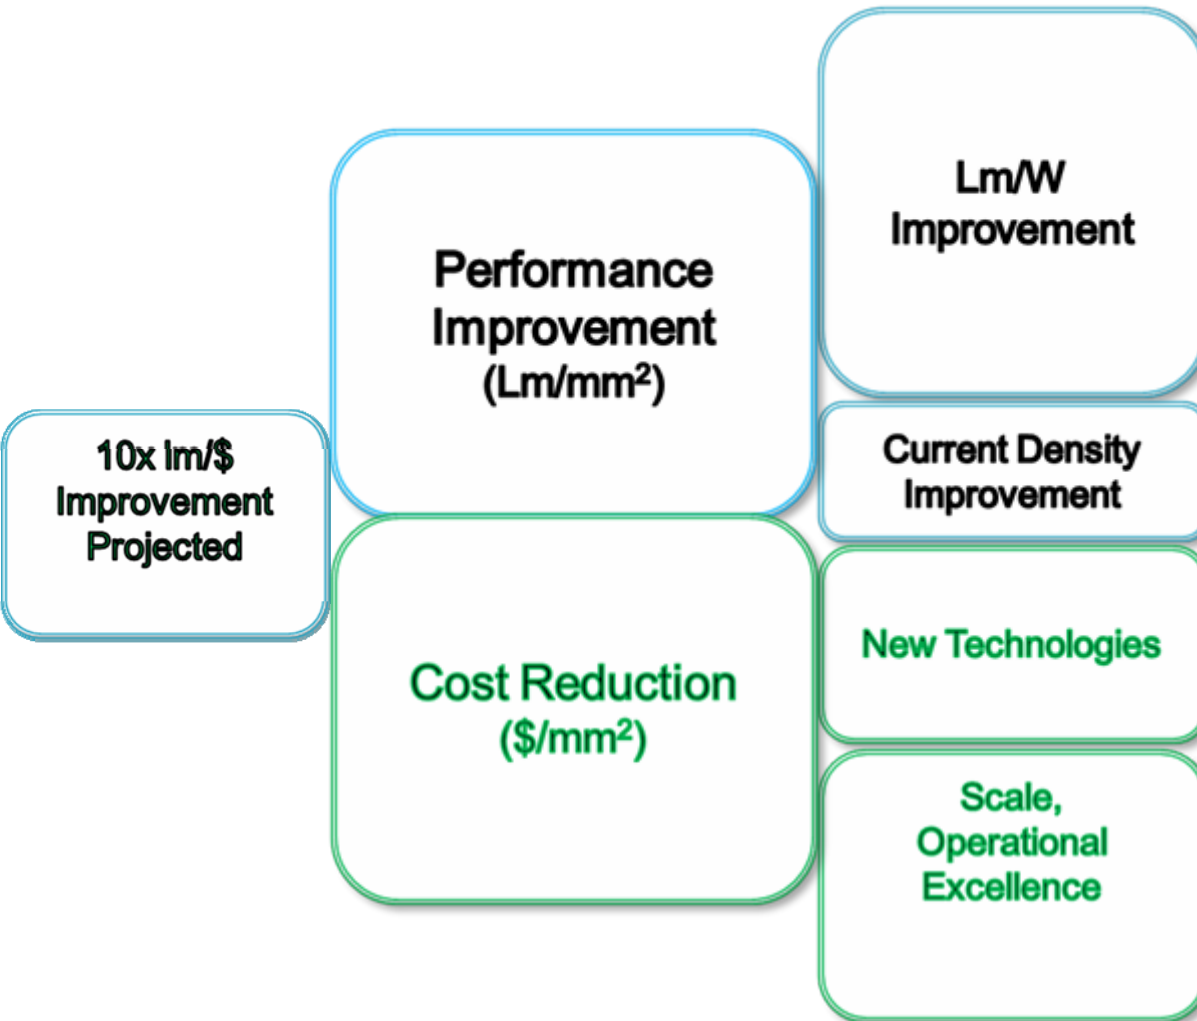 10x lm/$
Improvement
Projected
Performance
Improvement
(Lm/mm²)
Cost Reduction
($/mm²)
Lm/W
Improvement
Current Density
Improvement
New Technologies
Scale,
Operational
Excellence